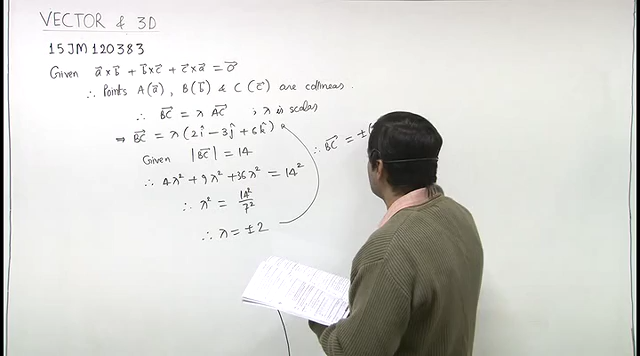 VECTOR & 3D
15JM120383
Given a⃗ × b⃗ + b⃗ × c⃗ + c⃗ × a⃗ = 0⃗
∴ Points A(a⃗), B(b⃗) & C(c⃗) are collinear.
∴ BC⃗ = λ AC⃗ ; λ is scalar
⇒ BC⃗ = λ(2î − 3ĵ + 6k̂)
Given |BC⃗| = 14
∴ 4λ² + 9λ² + 36λ² = 14²
∴ λ² = 14²/7²
∴ λ = ±2
∴ BC⃗ = ±(